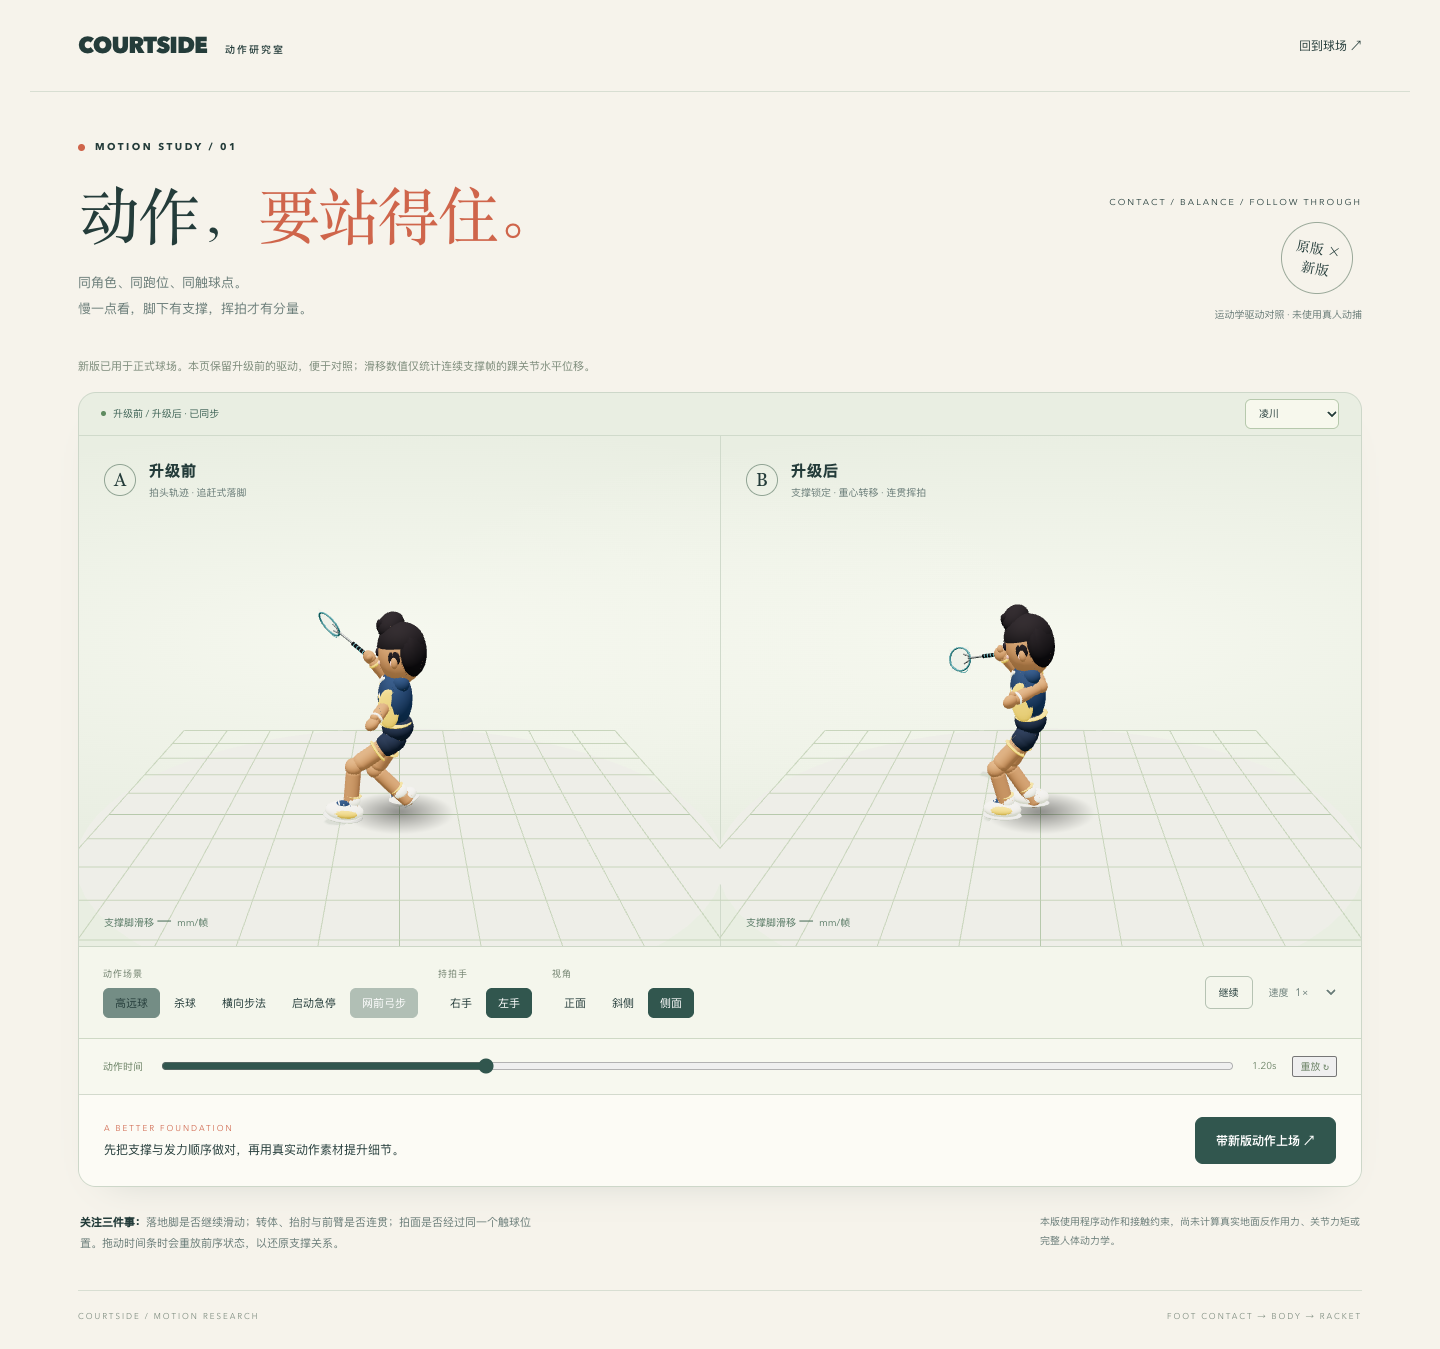 COURTSIDE 动作研究室
回到球场 ↗
MOTION STUDY / 01
动作，要站得住。
同角色、同跑位、同触球点。
慢一点看，脚下有支撑，挥拍才有分量。
CONTACT / BALANCE / FOLLOW THROUGH
原版 ×
新版
运动学驱动对照 · 未使用真人动捕
新版已用于正式球场。本页保留升级前的驱动，便于对照；滑移数值仅统计连续支撑帧的踝关节水平位移。
升级前 / 升级后 · 已同步
凌川
A 升级前
拍头轨迹 · 追赶式落脚
B 升级后
支撑锁定 · 重心转移 · 连贯挥拍
支撑脚滑移 — mm/帧
支撑脚滑移 — mm/帧
动作场景
高远球 杀球 横向步法 启动急停 网前弓步
持拍手
右手 左手
视角
正面 斜侧 侧面
继续
速度 1×
动作时间
1.20s
重放 ↻
A BETTER FOUNDATION
先把支撑与发力顺序做对，再用真实动作素材提升细节。
带新版动作上场 ↗
关注三件事：落地脚是否继续滑动；转体、抬肘与前臂是否连贯；拍面是否经过同一个触球位
置。拖动时间条时会重放前序状态，以还原支撑关系。
本版使用程序动作和接触约束，尚未计算真实地面反作用力、关节力矩或
完整人体动力学。
COURTSIDE / MOTION RESEARCH
FOOT CONTACT → BODY → RACKET